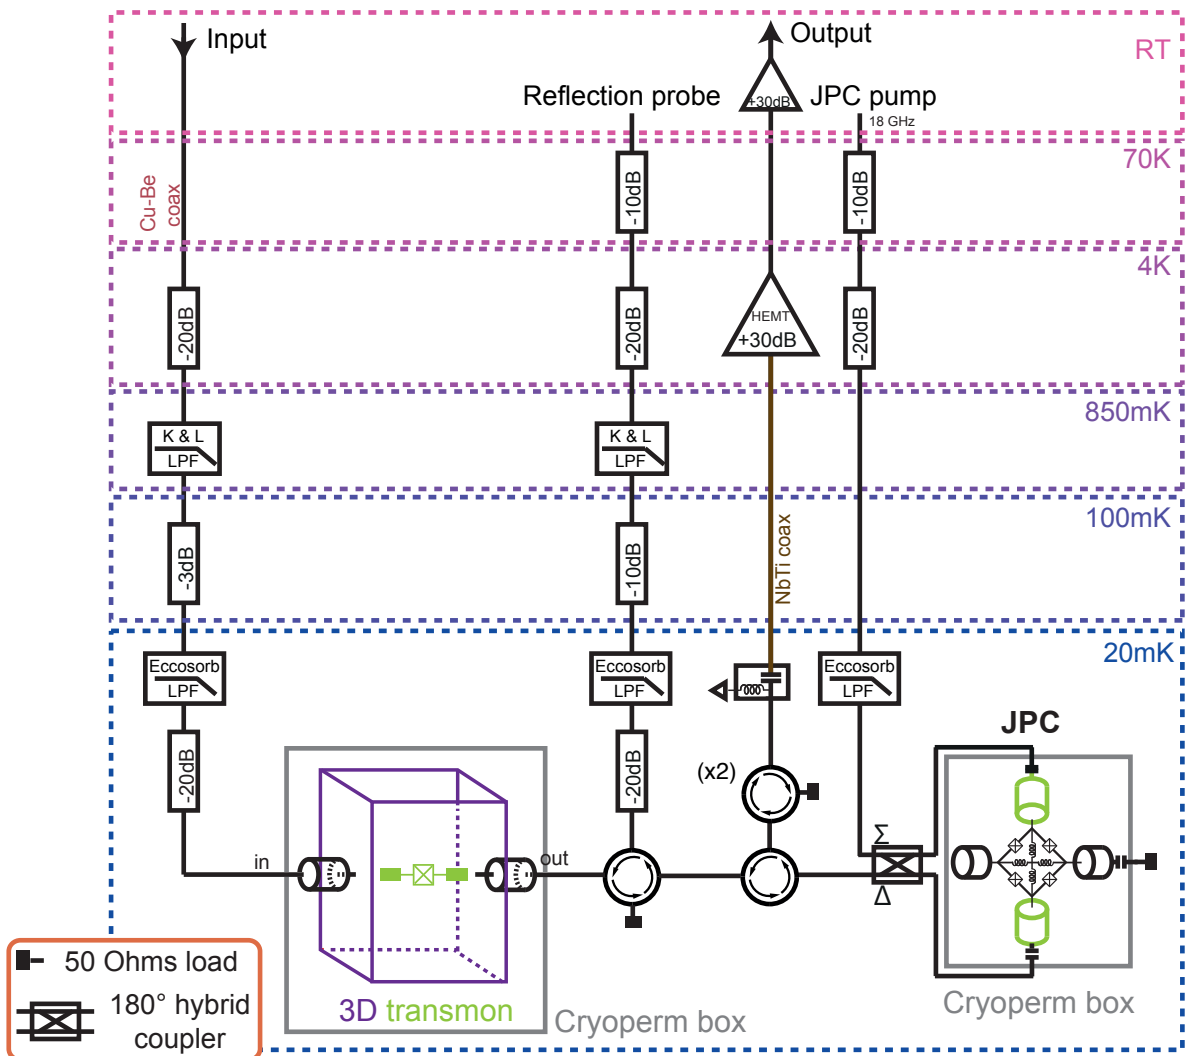 Input
Output
RT
Reflection probe
+30dB
JPC pump
18 GHz
70K
Cu-Be
coax
-10dB
-10dB
4K
-20dB
-20dB
HEMT
+30dB
-20dB
850mK
K & L
LPF
K & L
LPF
100mK
-3dB
-10dB
NbTi coax
20mK
Eccosorb
LPF
Eccosorb
LPF
Eccosorb
LPF
JPC
-20dB
-20dB
(x2)
Σ
in
out
Δ
50 Ohms load
180° hybrid
coupler
3D transmon
Cryoperm box
Cryoperm box